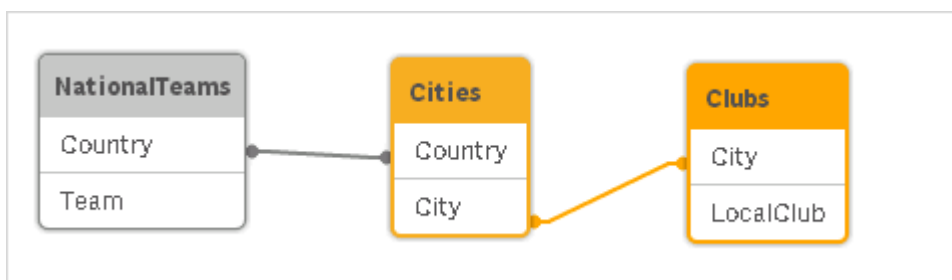 NationalTeams
Country
Team
Cities
Country
City
Clubs
City
LocalClub